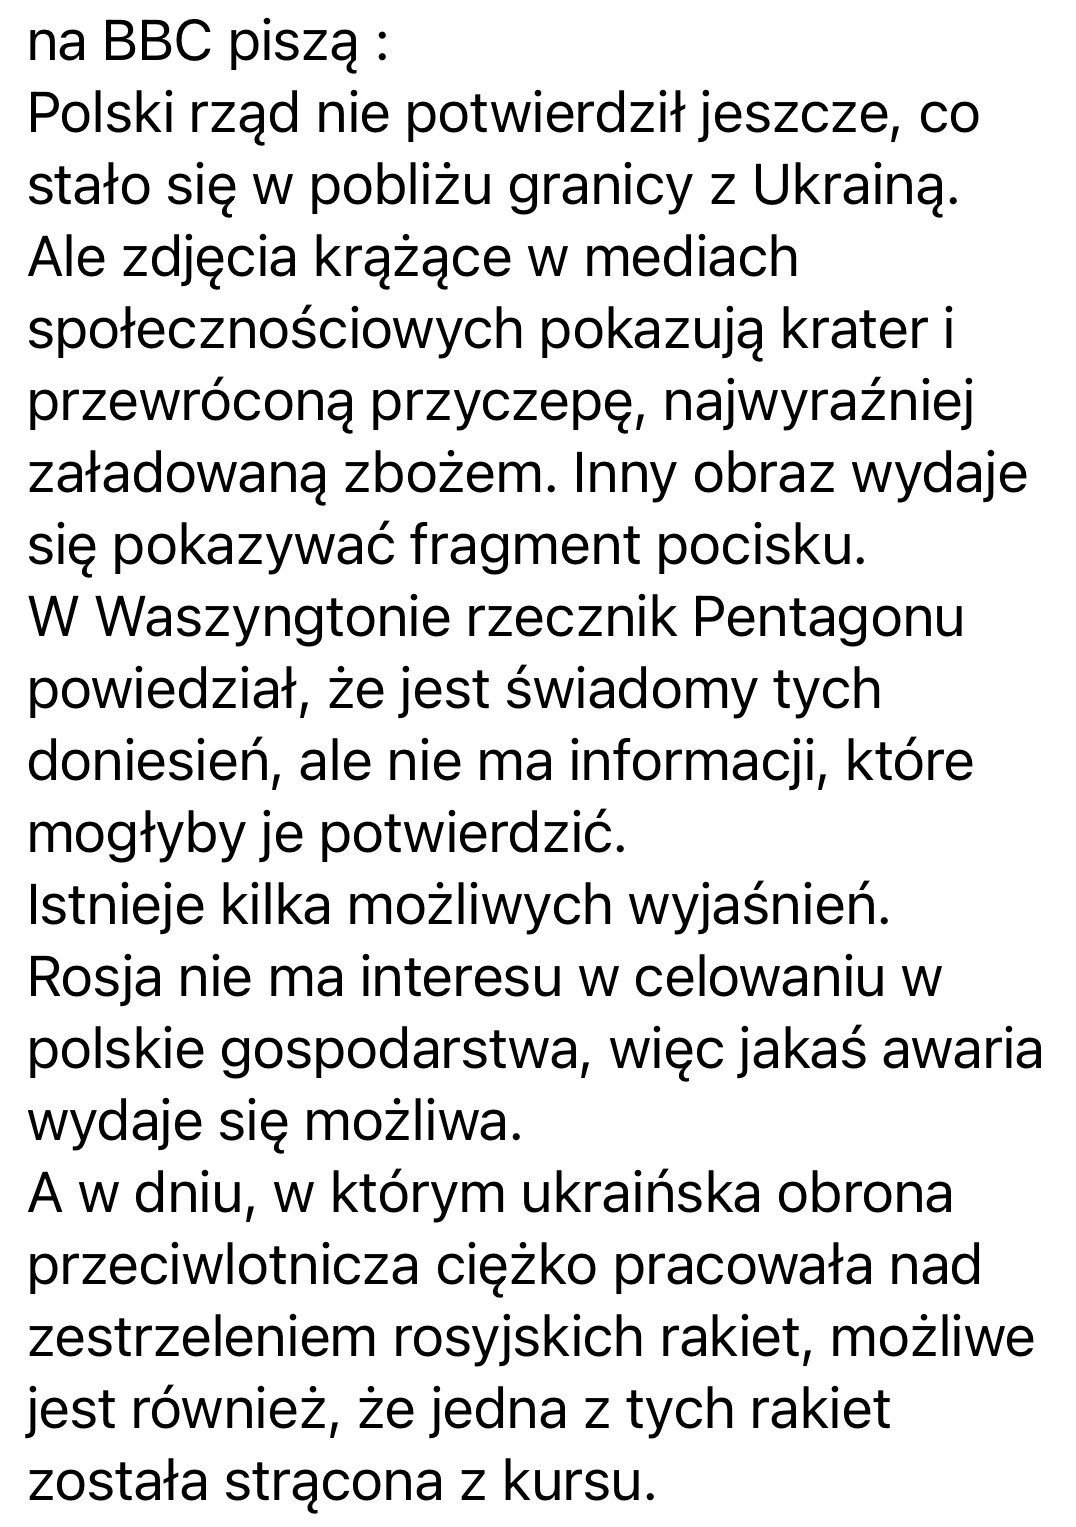 na BBC piszą :
Polski rząd nie potwierdził jeszcze, co
stało się w pobliżu granicy z Ukrainą.
Ale zdjęcia krążące w mediach
społecznościowych pokazują krater i
przewróconą przyczepę, najwyraźniej
załadowaną zbożem. Inny obraz wydaje
się pokazywać fragment pocisku.
W Waszyngtonie rzecznik Pentagonu
powiedział, że jest świadomy tych
doniesień, ale nie ma informacji, które
mogłyby je potwierdzić.
Istnieje kilka możliwych wyjaśnień.
Rosja nie ma interesu w celowaniu w
polskie gospodarstwa, więc jakaś awaria
wydaje się możliwa.
A w dniu, w którym ukraińska obrona
przeciwlotnicza ciężko pracowała nad
zestrzeleniem rosyjskich rakiet, możliwe
jest również, że jedna z tych rakiet
została strącona z kursu.